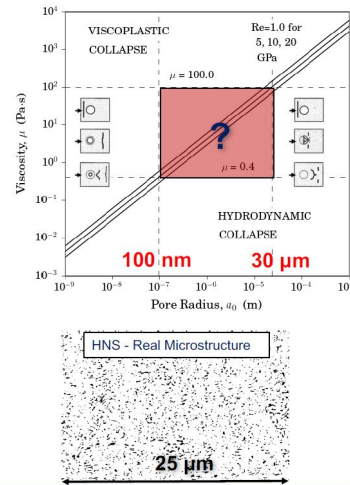 10⁴
10³
10²
10¹
10⁰
10⁻¹
10⁻²
10⁻³
Viscosity, μ (Pa·s)
VISCOPLASTIC
COLLAPSE
Re=1.0 for
5, 10, 20
GPa
μ = 100.0
?
μ = 0.4
HYDRODYNAMIC
COLLAPSE
100 nm
30 μm
10⁻⁹ 10⁻⁸ 10⁻⁷ 10⁻⁶ 10⁻⁵ 10⁻⁴ 10
Pore Radius, a₀ (m)
HNS - Real Microstructure
25 μm